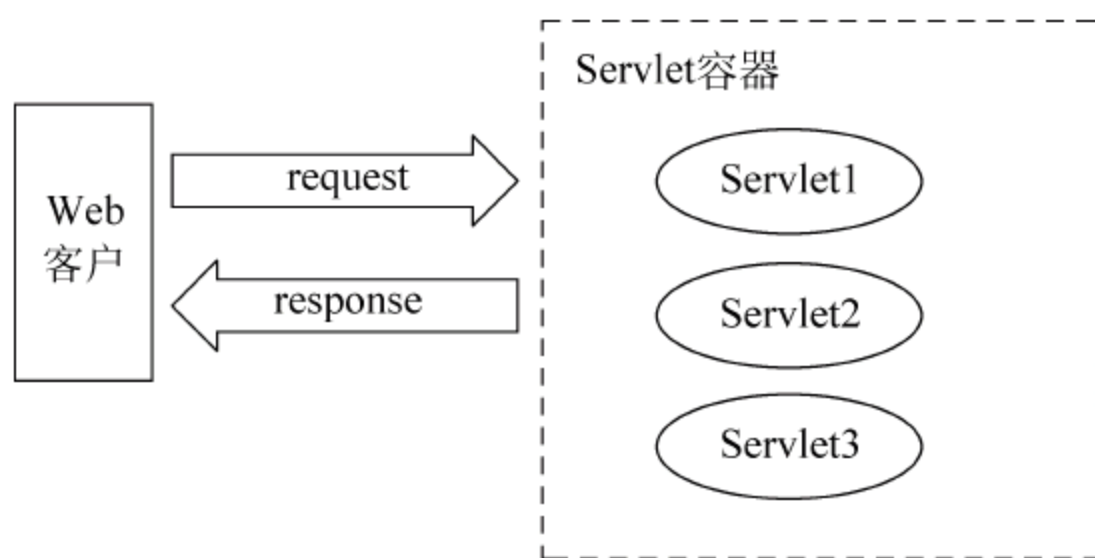 Servlet容器
Web
客户
request
response
Servlet1
Servlet2
Servlet3